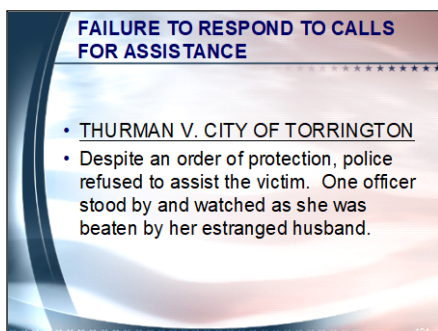 FAILURE TO RESPOND TO CALLS
FOR ASSISTANCE
• THURMAN V. CITY OF TORRINGTON
• Despite an order of protection, police
refused to assist the victim.  One officer
stood by and watched as she was
beaten by her estranged husband.